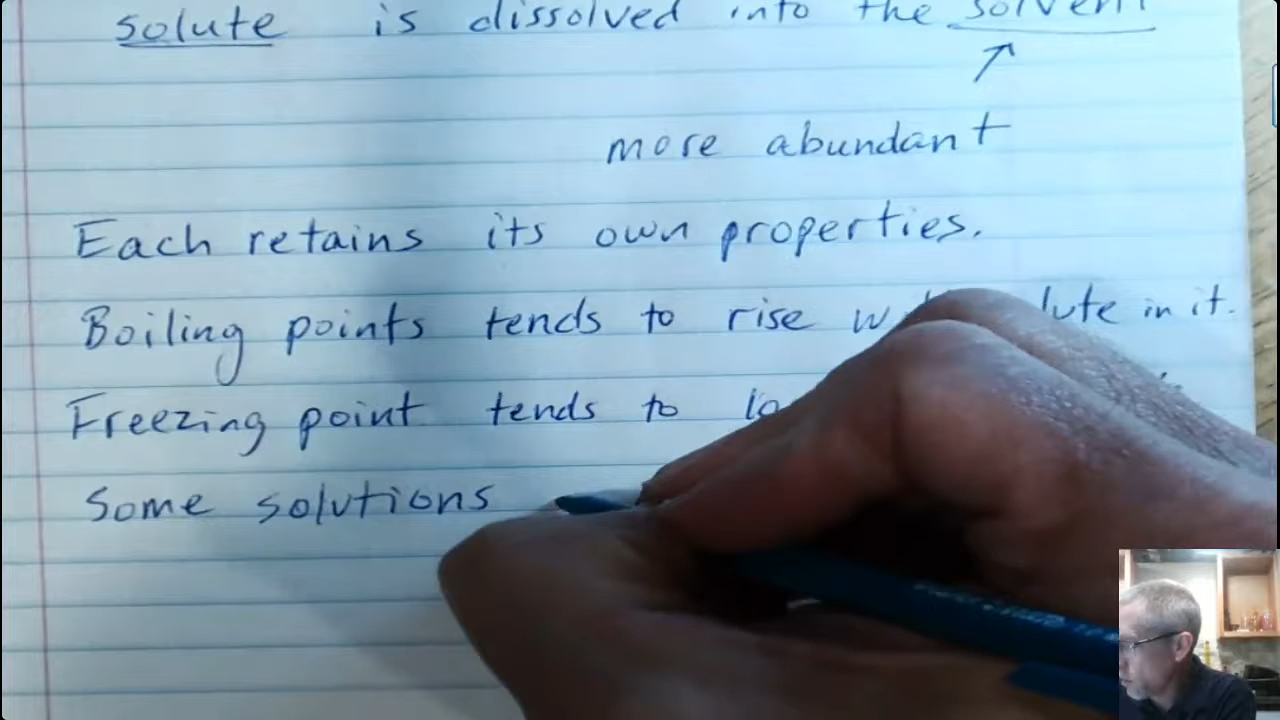 solute is dissolved into the solvent
more abundant
Each retains its own properties.
Boiling points tends to rise in it.
Freezing point tends to
Some solutions